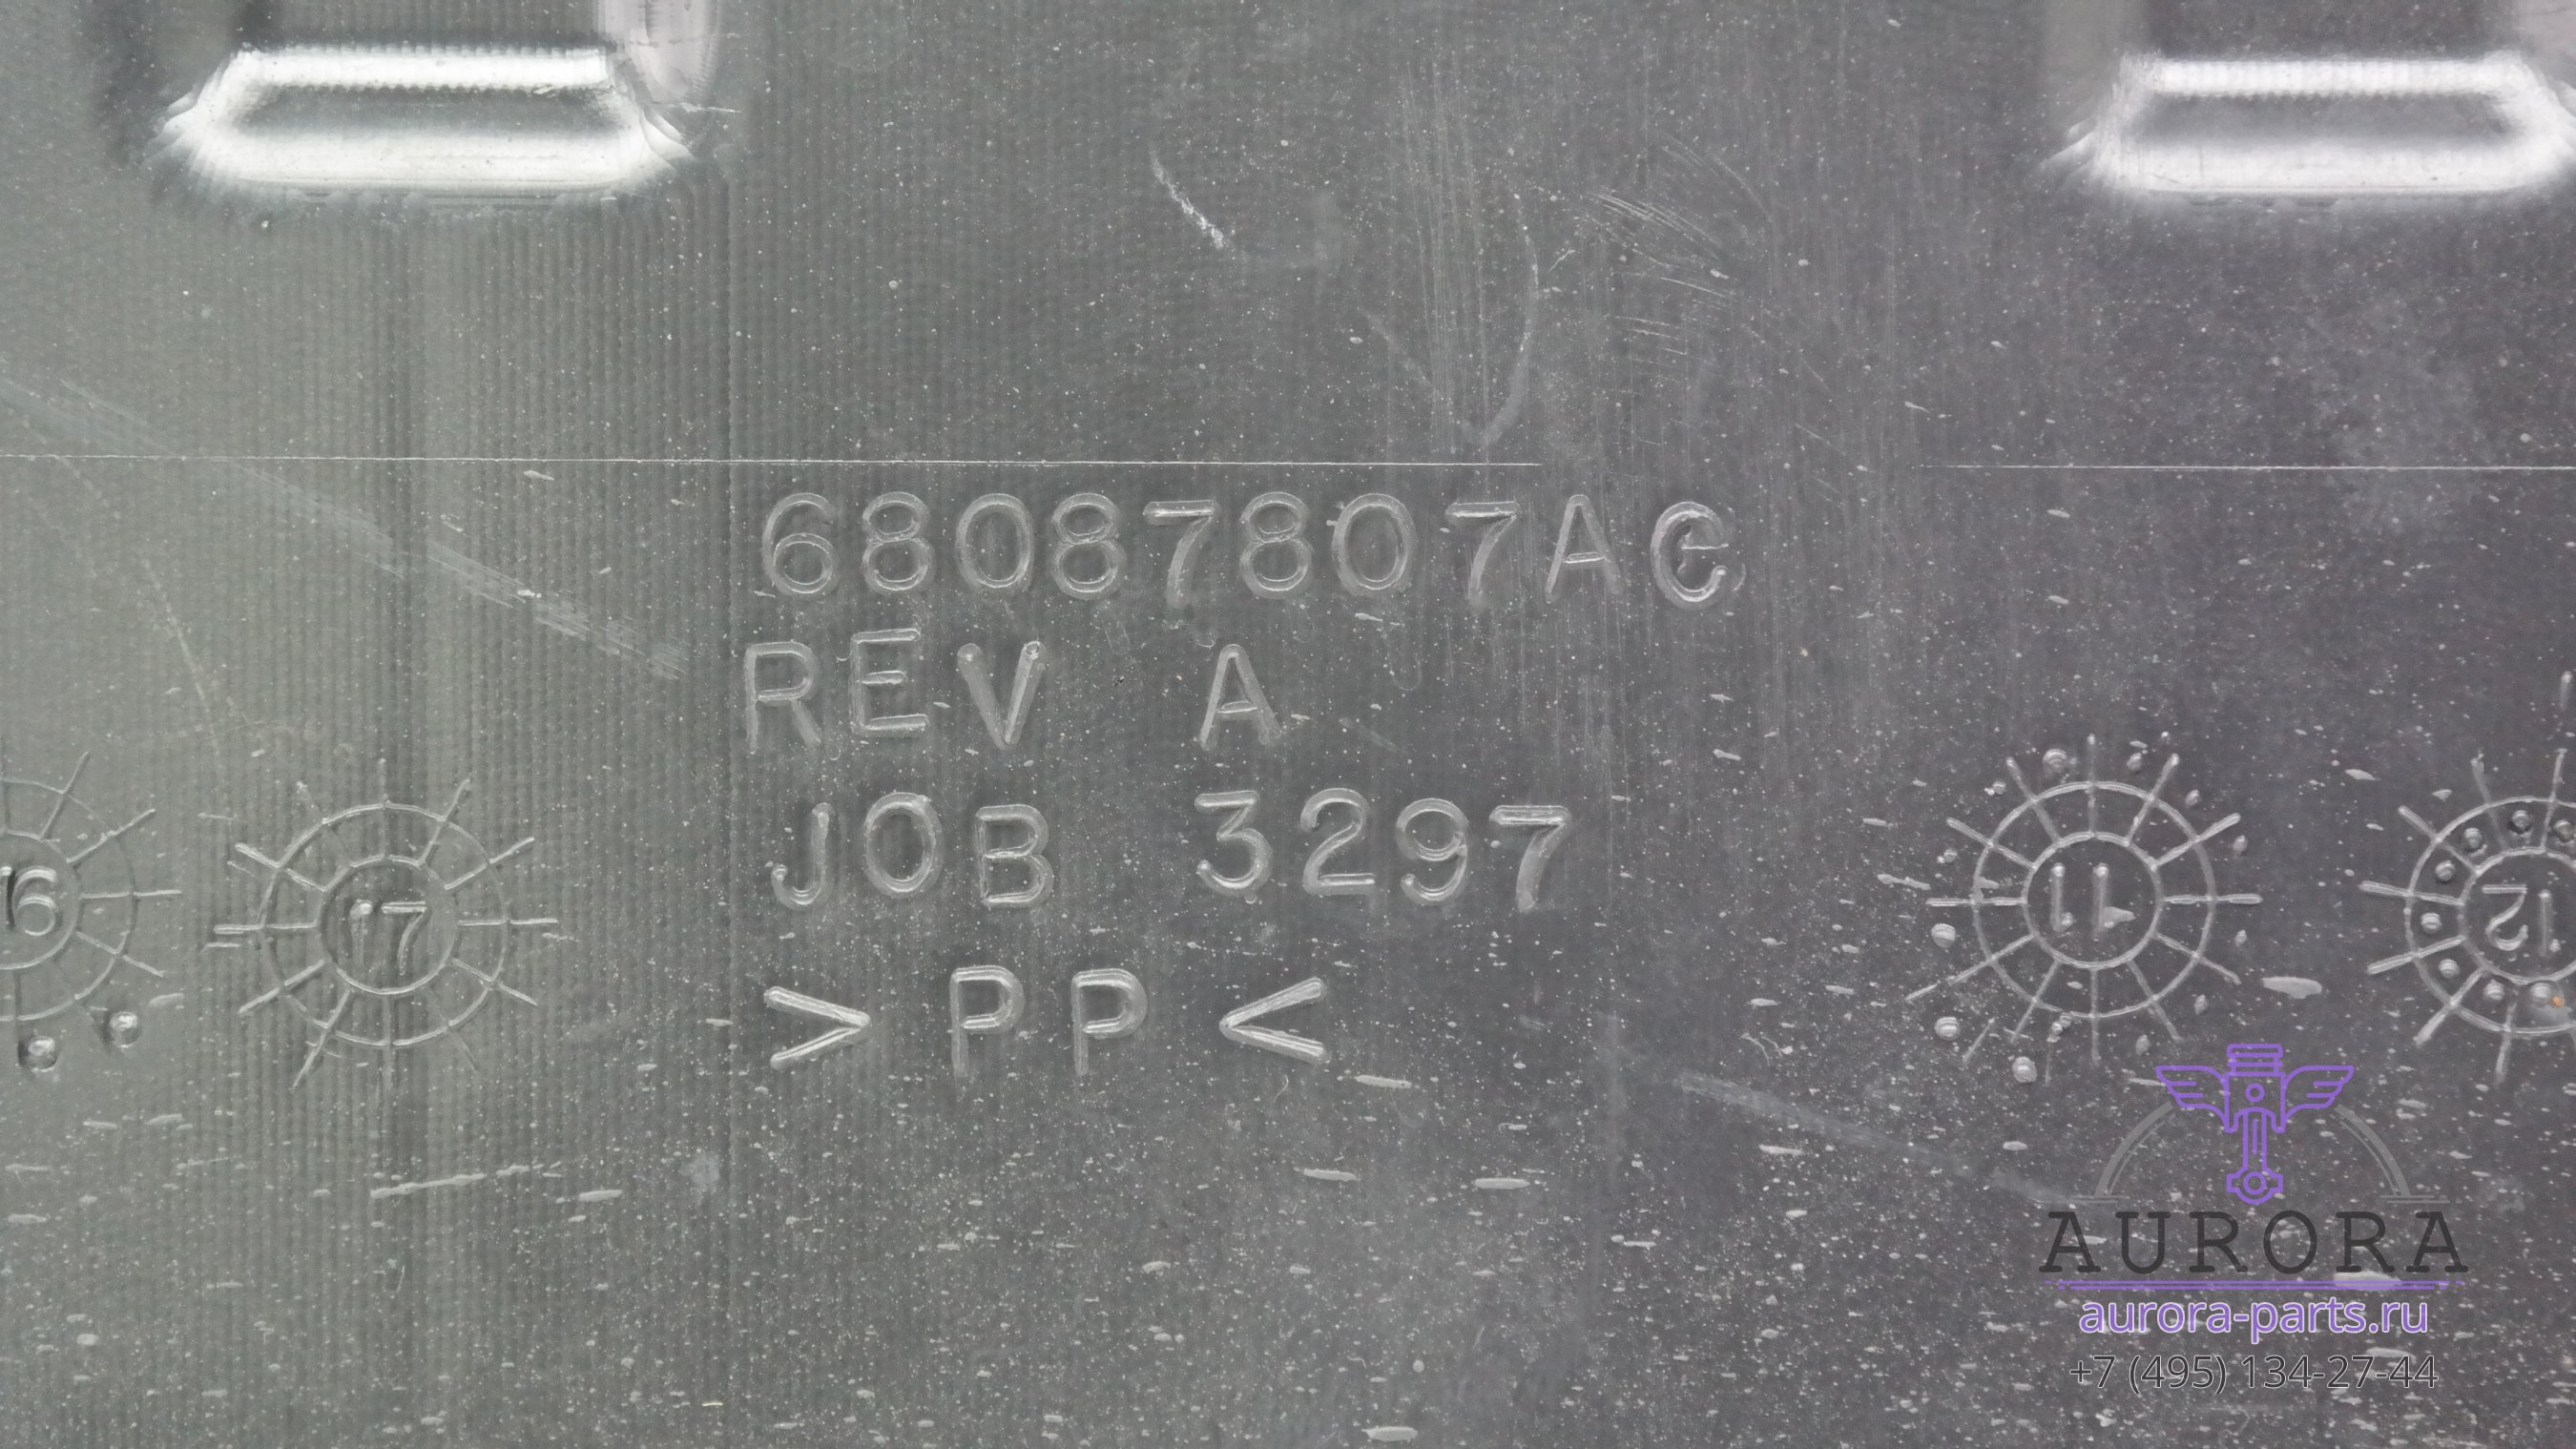 68087807AC
REV A
JOB 3297
>PP<
16
17
11
12
AURORA
aurora-parts.ru
+7 (495) 134-27-44